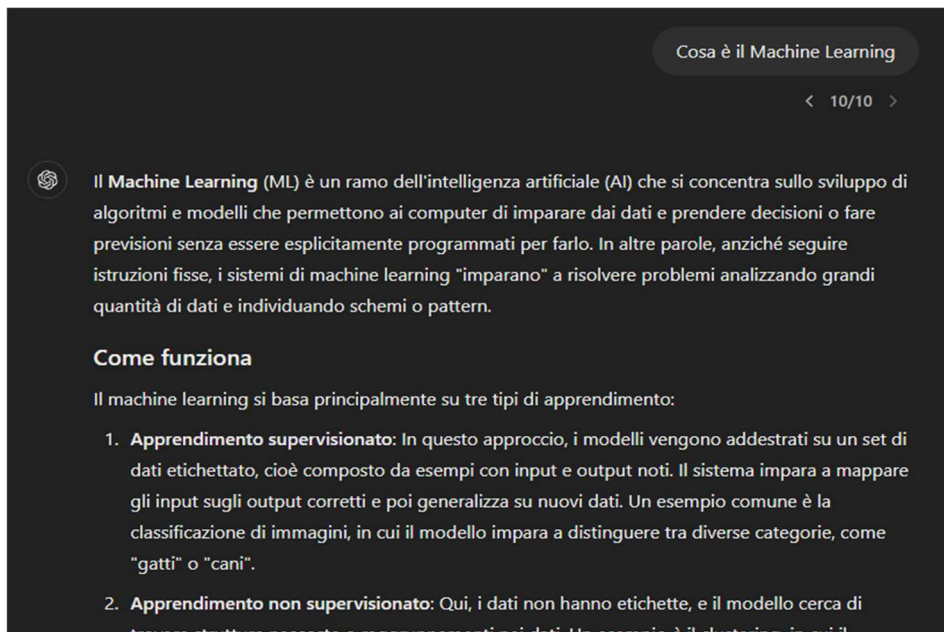 Cosa è il Machine Learning
< 10/10 >
Il Machine Learning (ML) è un ramo dell'intelligenza artificiale (AI) che si concentra sullo sviluppo di
algoritmi e modelli che permettono ai computer di imparare dai dati e prendere decisioni o fare
previsioni senza essere esplicitamente programmati per farlo. In altre parole, anziché seguire
istruzioni fisse, i sistemi di machine learning "imparano" a risolvere problemi analizzando grandi
quantità di dati e individuando schemi o pattern.
Come funziona
Il machine learning si basa principalmente su tre tipi di apprendimento:
1. Apprendimento supervisionato: In questo approccio, i modelli vengono addestrati su un set di
dati etichettato, cioè composto da esempi con input e output noti. Il sistema impara a mappare
gli input sugli output corretti e poi generalizza su nuovi dati. Un esempio comune è la
classificazione di immagini, in cui il modello impara a distinguere tra diverse categorie, come
"gatti" o "cani".
2. Apprendimento non supervisionato: Qui, i dati non hanno etichette, e il modello cerca di